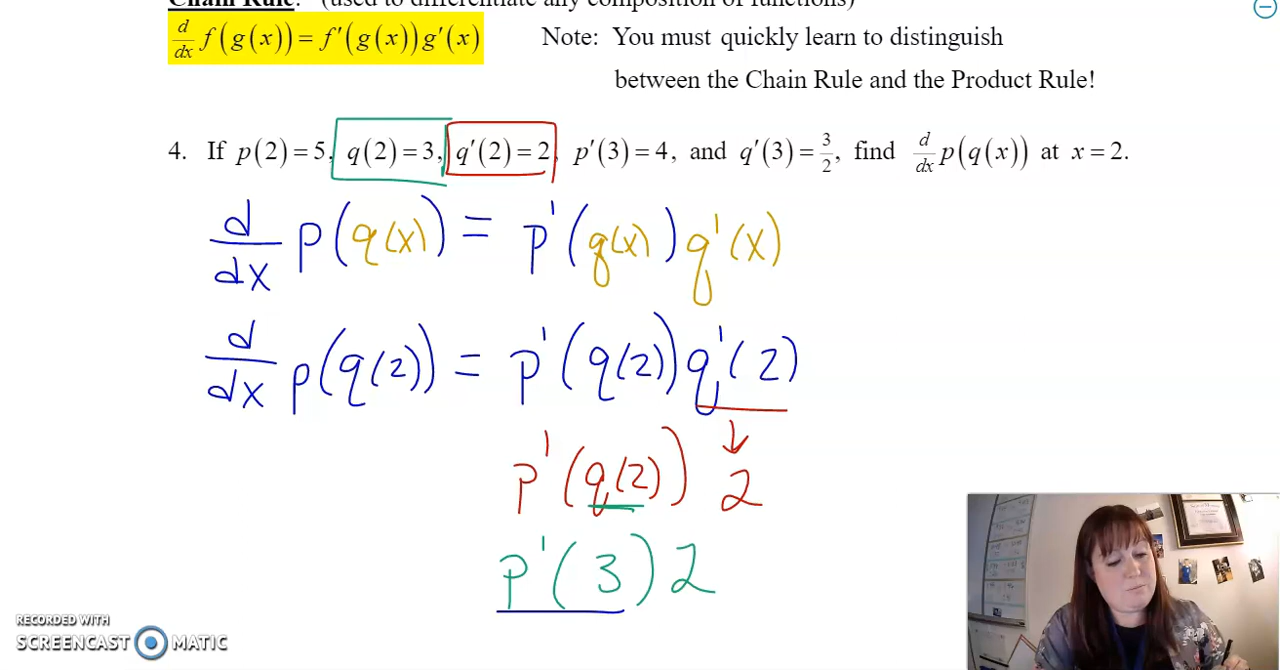 Chain Rule: (used to differentiate any composition of functions)
d/dx f(g(x)) = f'(g(x))g'(x) Note: You must quickly learn to distinguish
between the Chain Rule and the Product Rule!
4. If p(2) = 5, q(2) = 3, q'(2) = 2, p'(3) = 4, and q'(3) = 3/2, find d/dx p(q(x)) at x = 2.
d/dx p(q(x)) = p'(q(x)) q'(x)
d/dx p(q(2)) = p'(q(2)) q'(2)
p'(q(2)) 2
p'(3) 2
RECORDED WITH
SCREENCAST MATIC